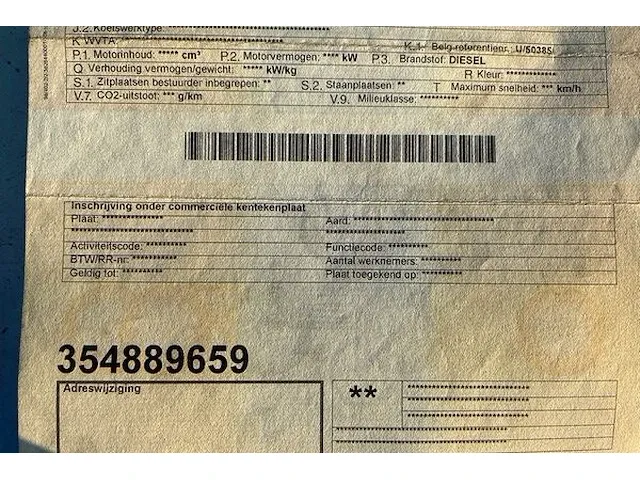 J.2. Koetswerktype: **********************
K WVTA: **********************************
K.1. Belg referentienr.: U/50385
P.1. Motorinhoud: ***** cm³ P.2. Motorvermogen: **** kW P.3. Brandstof: DIESEL
Q. Verhouding vermogen/gewicht: ***** kW/kg R Kleur: *************
S.1. Zitplaatsen bestuurder inbegrepen: ** S.2. Staanplaatsen: ** T Maximum snelheid: *** km/h
V.7. CO2-uitstoot: *** g/km V.9. Milieuklasse: **********
Inschrijving onder commerciële kentekenplaat
Plaat: *************** Aard: **********************************
****************************** ********************
Activiteitscode: ********** Functiecode: **********
BTW/RR-nr: *********** Aantal werknemers: **********
Geldig tot: ********** Plaat toegekend op: **********
354889659
Adreswijziging
**
******************************
******************************
******************************
******************************************
******************************************